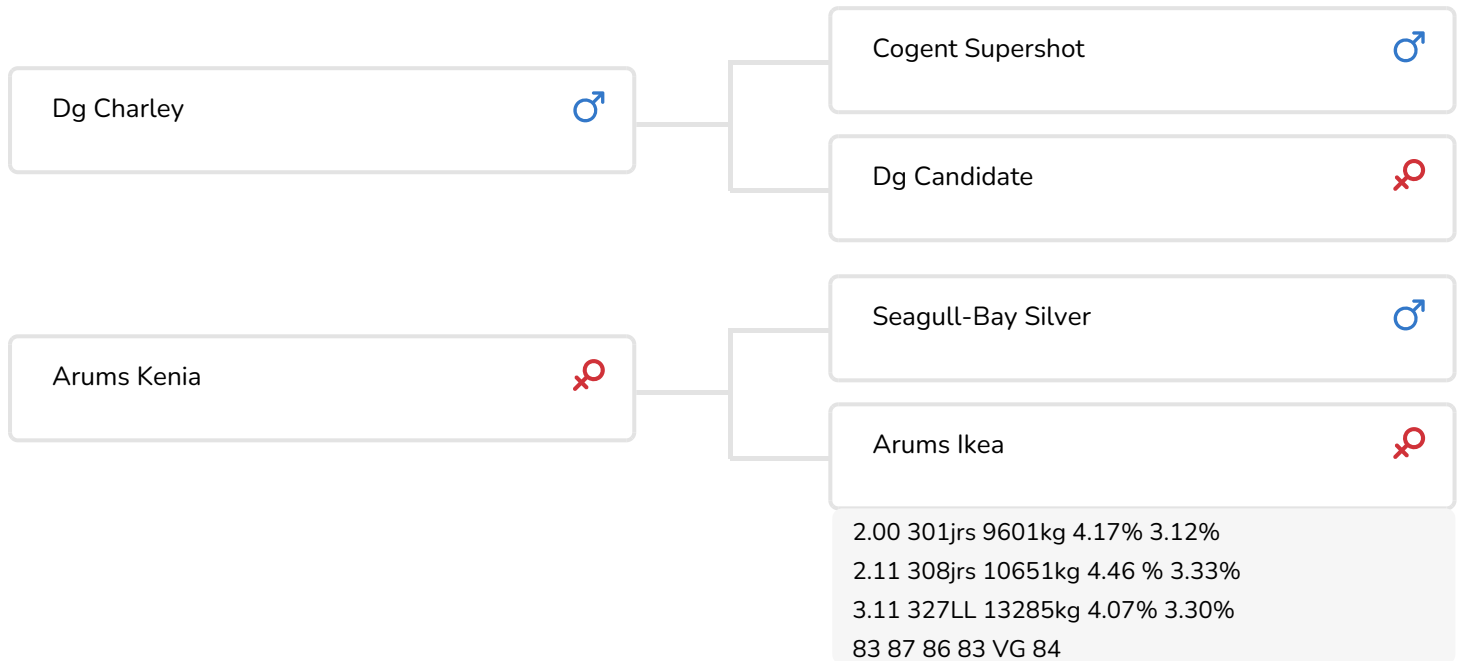 Dg Charley
Cogent Supershot
Dg Candidate
Arums Kenia
Seagull-Bay Silver
Arums Ikea
2.00 301jrs 9601kg 4.17% 3.12%
2.11 308jrs 10651kg 4.46 % 3.33%
3.11 327LL 13285kg 4.07% 3.30%
83 87 86 83 VG 84